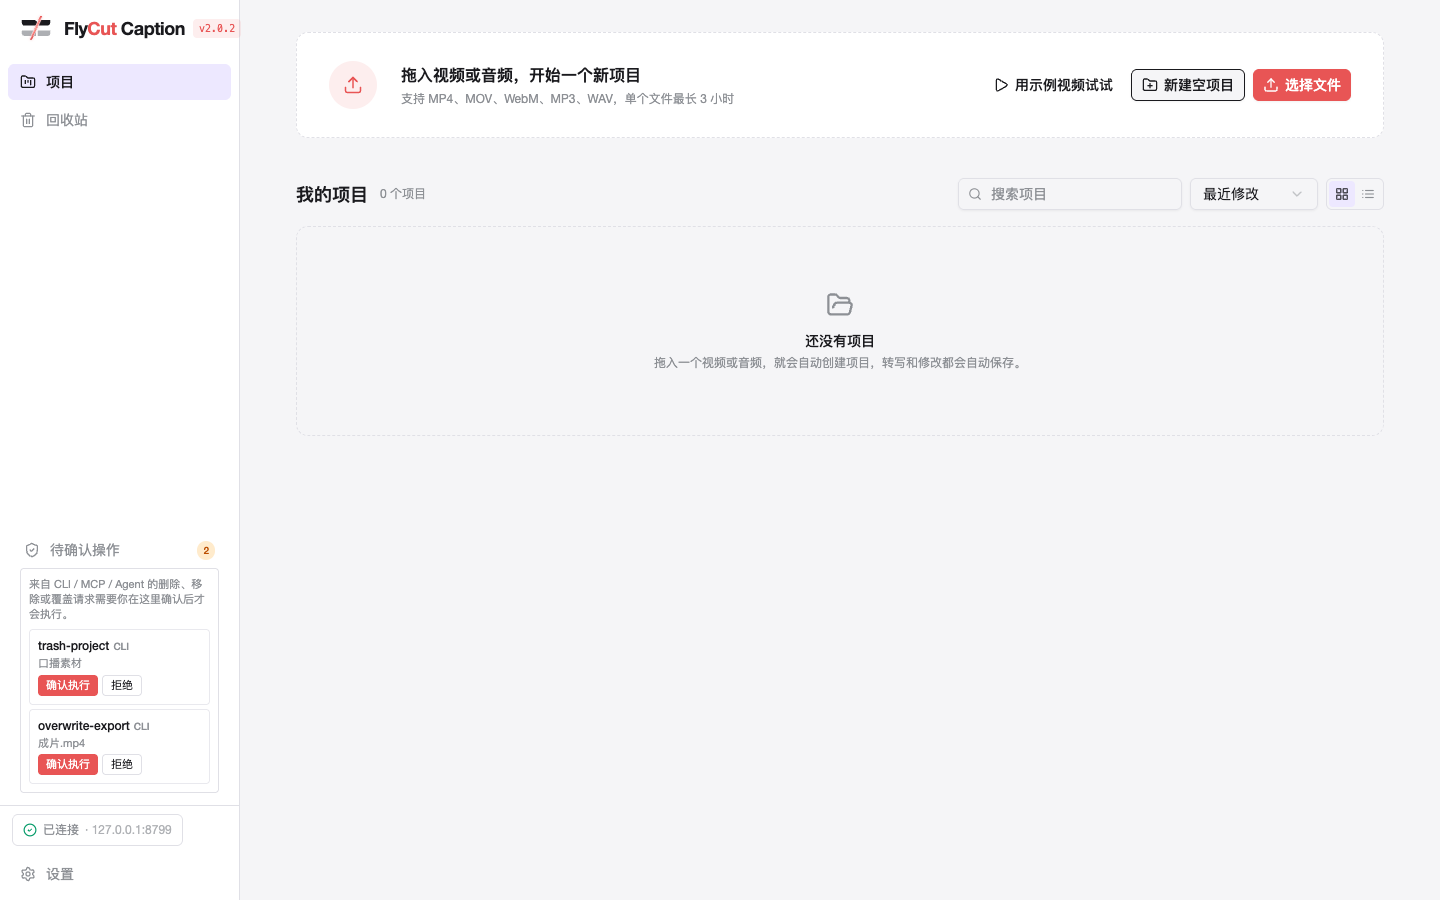 FlyCut Caption v2.0.2
项目
回收站
拖入视频或音频，开始一个新项目
支持 MP4、MOV、WebM、MP3、WAV，单个文件最长 3 小时
用示例视频试试
新建空项目
选择文件
我的项目 0 个项目
搜索项目
最近修改
还没有项目
拖入一个视频或音频，就会自动创建项目，转写和修改都会自动保存。
待确认操作 2
来自 CLI / MCP / Agent 的删除、移
除或覆盖请求需要你在这里确认后才
会执行。
trash-project CLI
口播素材
确认执行 拒绝
overwrite-export CLI
成片.mp4
确认执行 拒绝
已连接 · 127.0.0.1:8799
设置